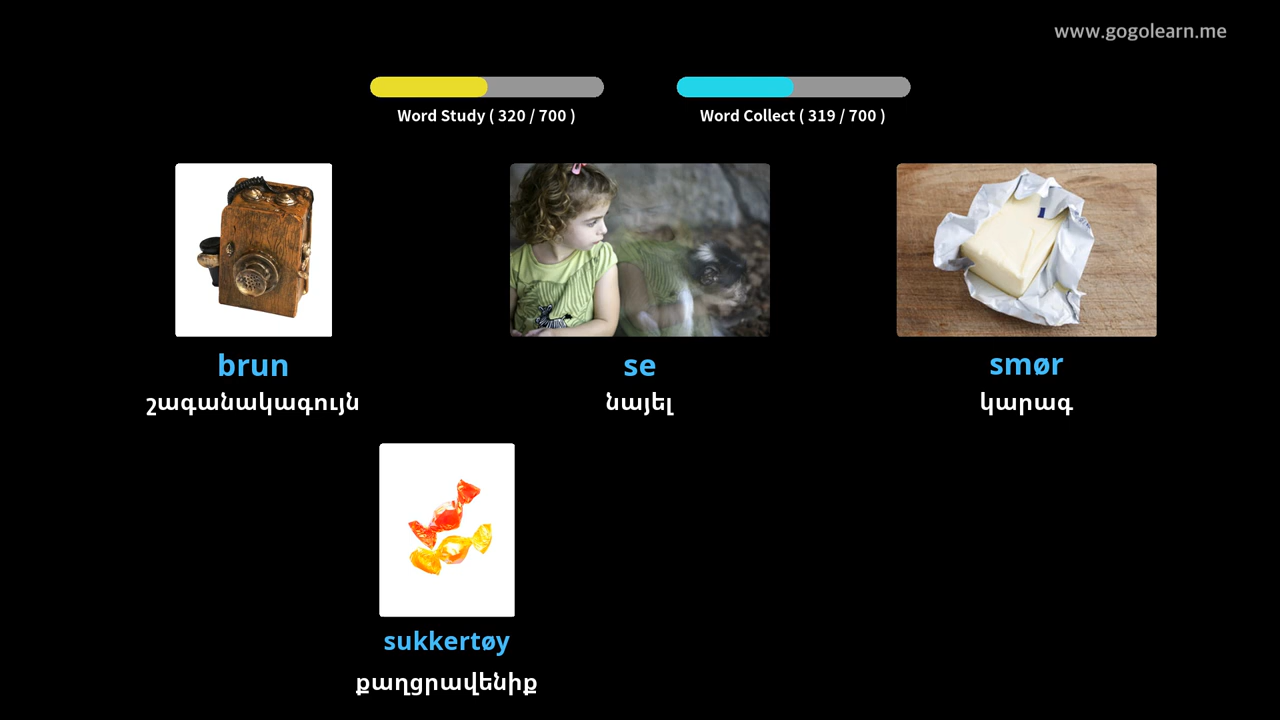 www.gogolearn.me
Word Study ( 320 / 700 )
Word Collect ( 319 / 700 )
brun
շագանակագույն
se
նայել
smør
կարագ
sukkertøy
քաղցրավենիք